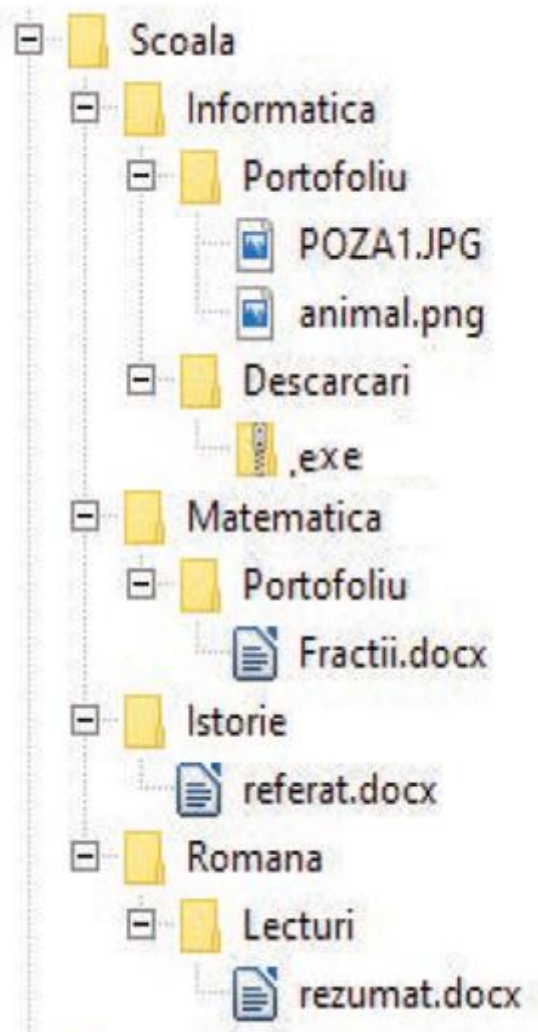 Scoala
Informatica
Portofoliu
POZA1.JPG
animal.png
Descarcari
.exe
Matematica
Portofoliu
Fractii.docx
Istorie
referat.docx
Romana
Lecturi
rezumat.docx